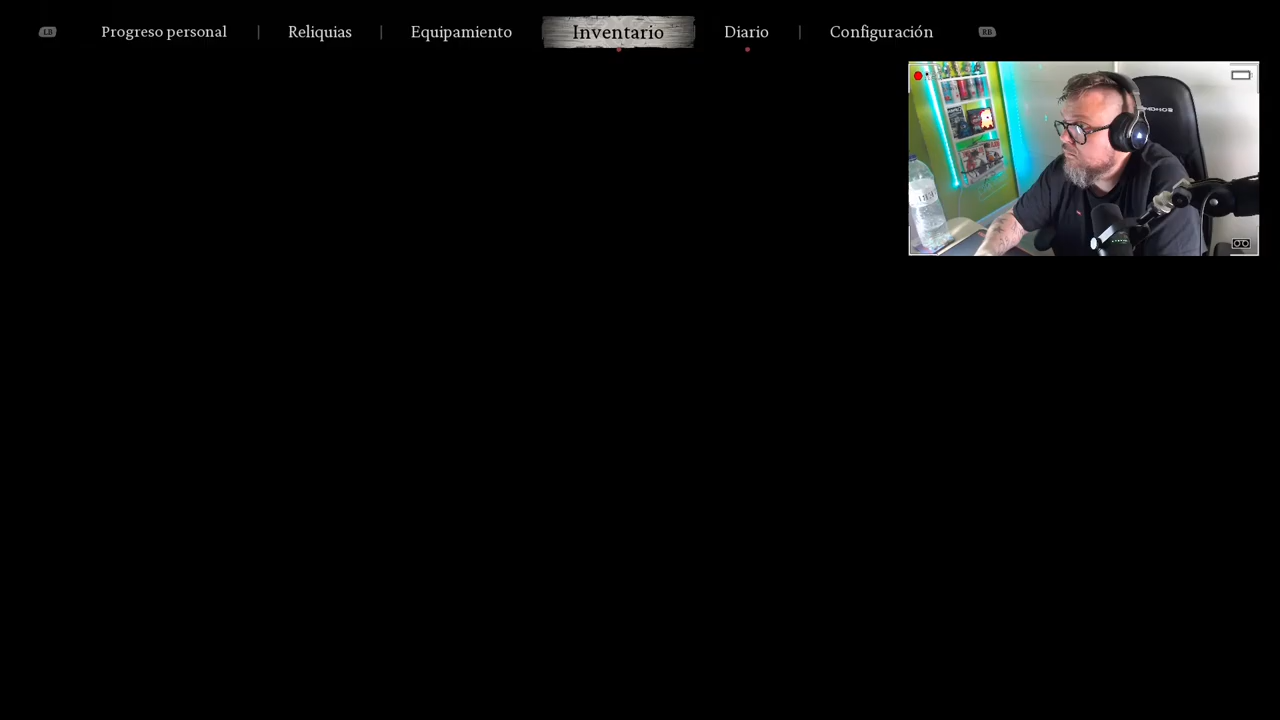 LB Progreso personal | Reliquias | Equipamiento Inventario Diario | Configuración RB